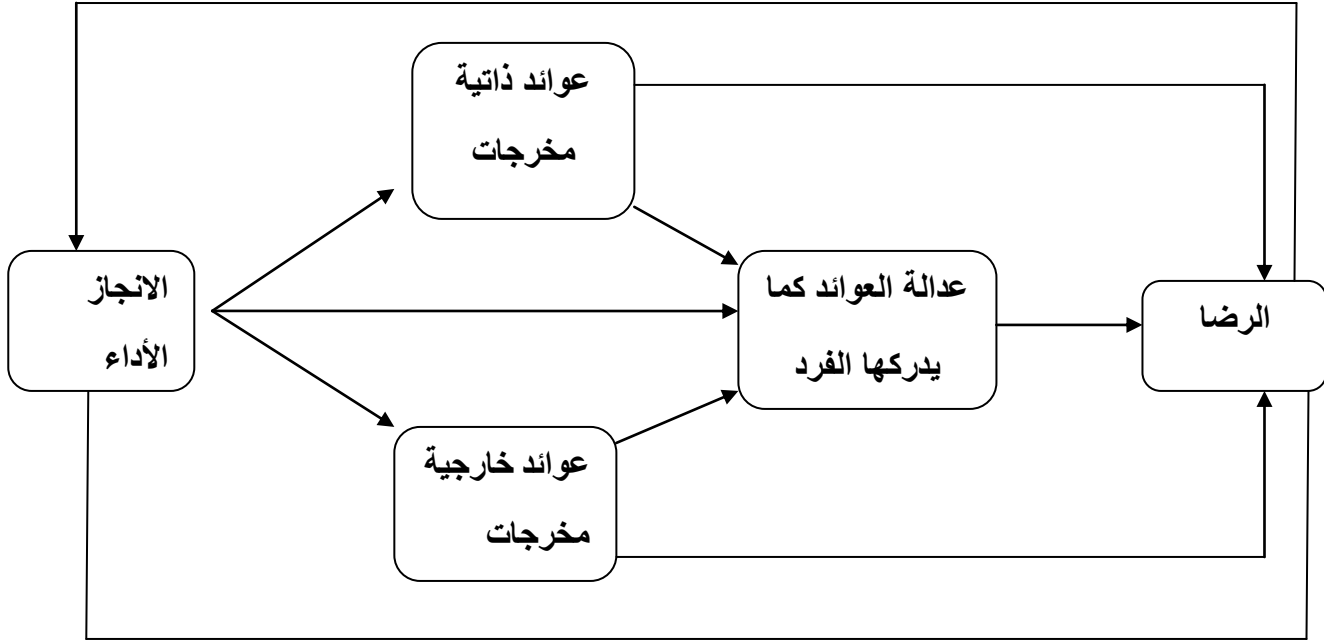 عوائد ذاتية
مخرجات
الانجاز
الأداء
عدالة العوائد كما
يدركها الفرد
الرضا
عوائد خارجية
مخرجات